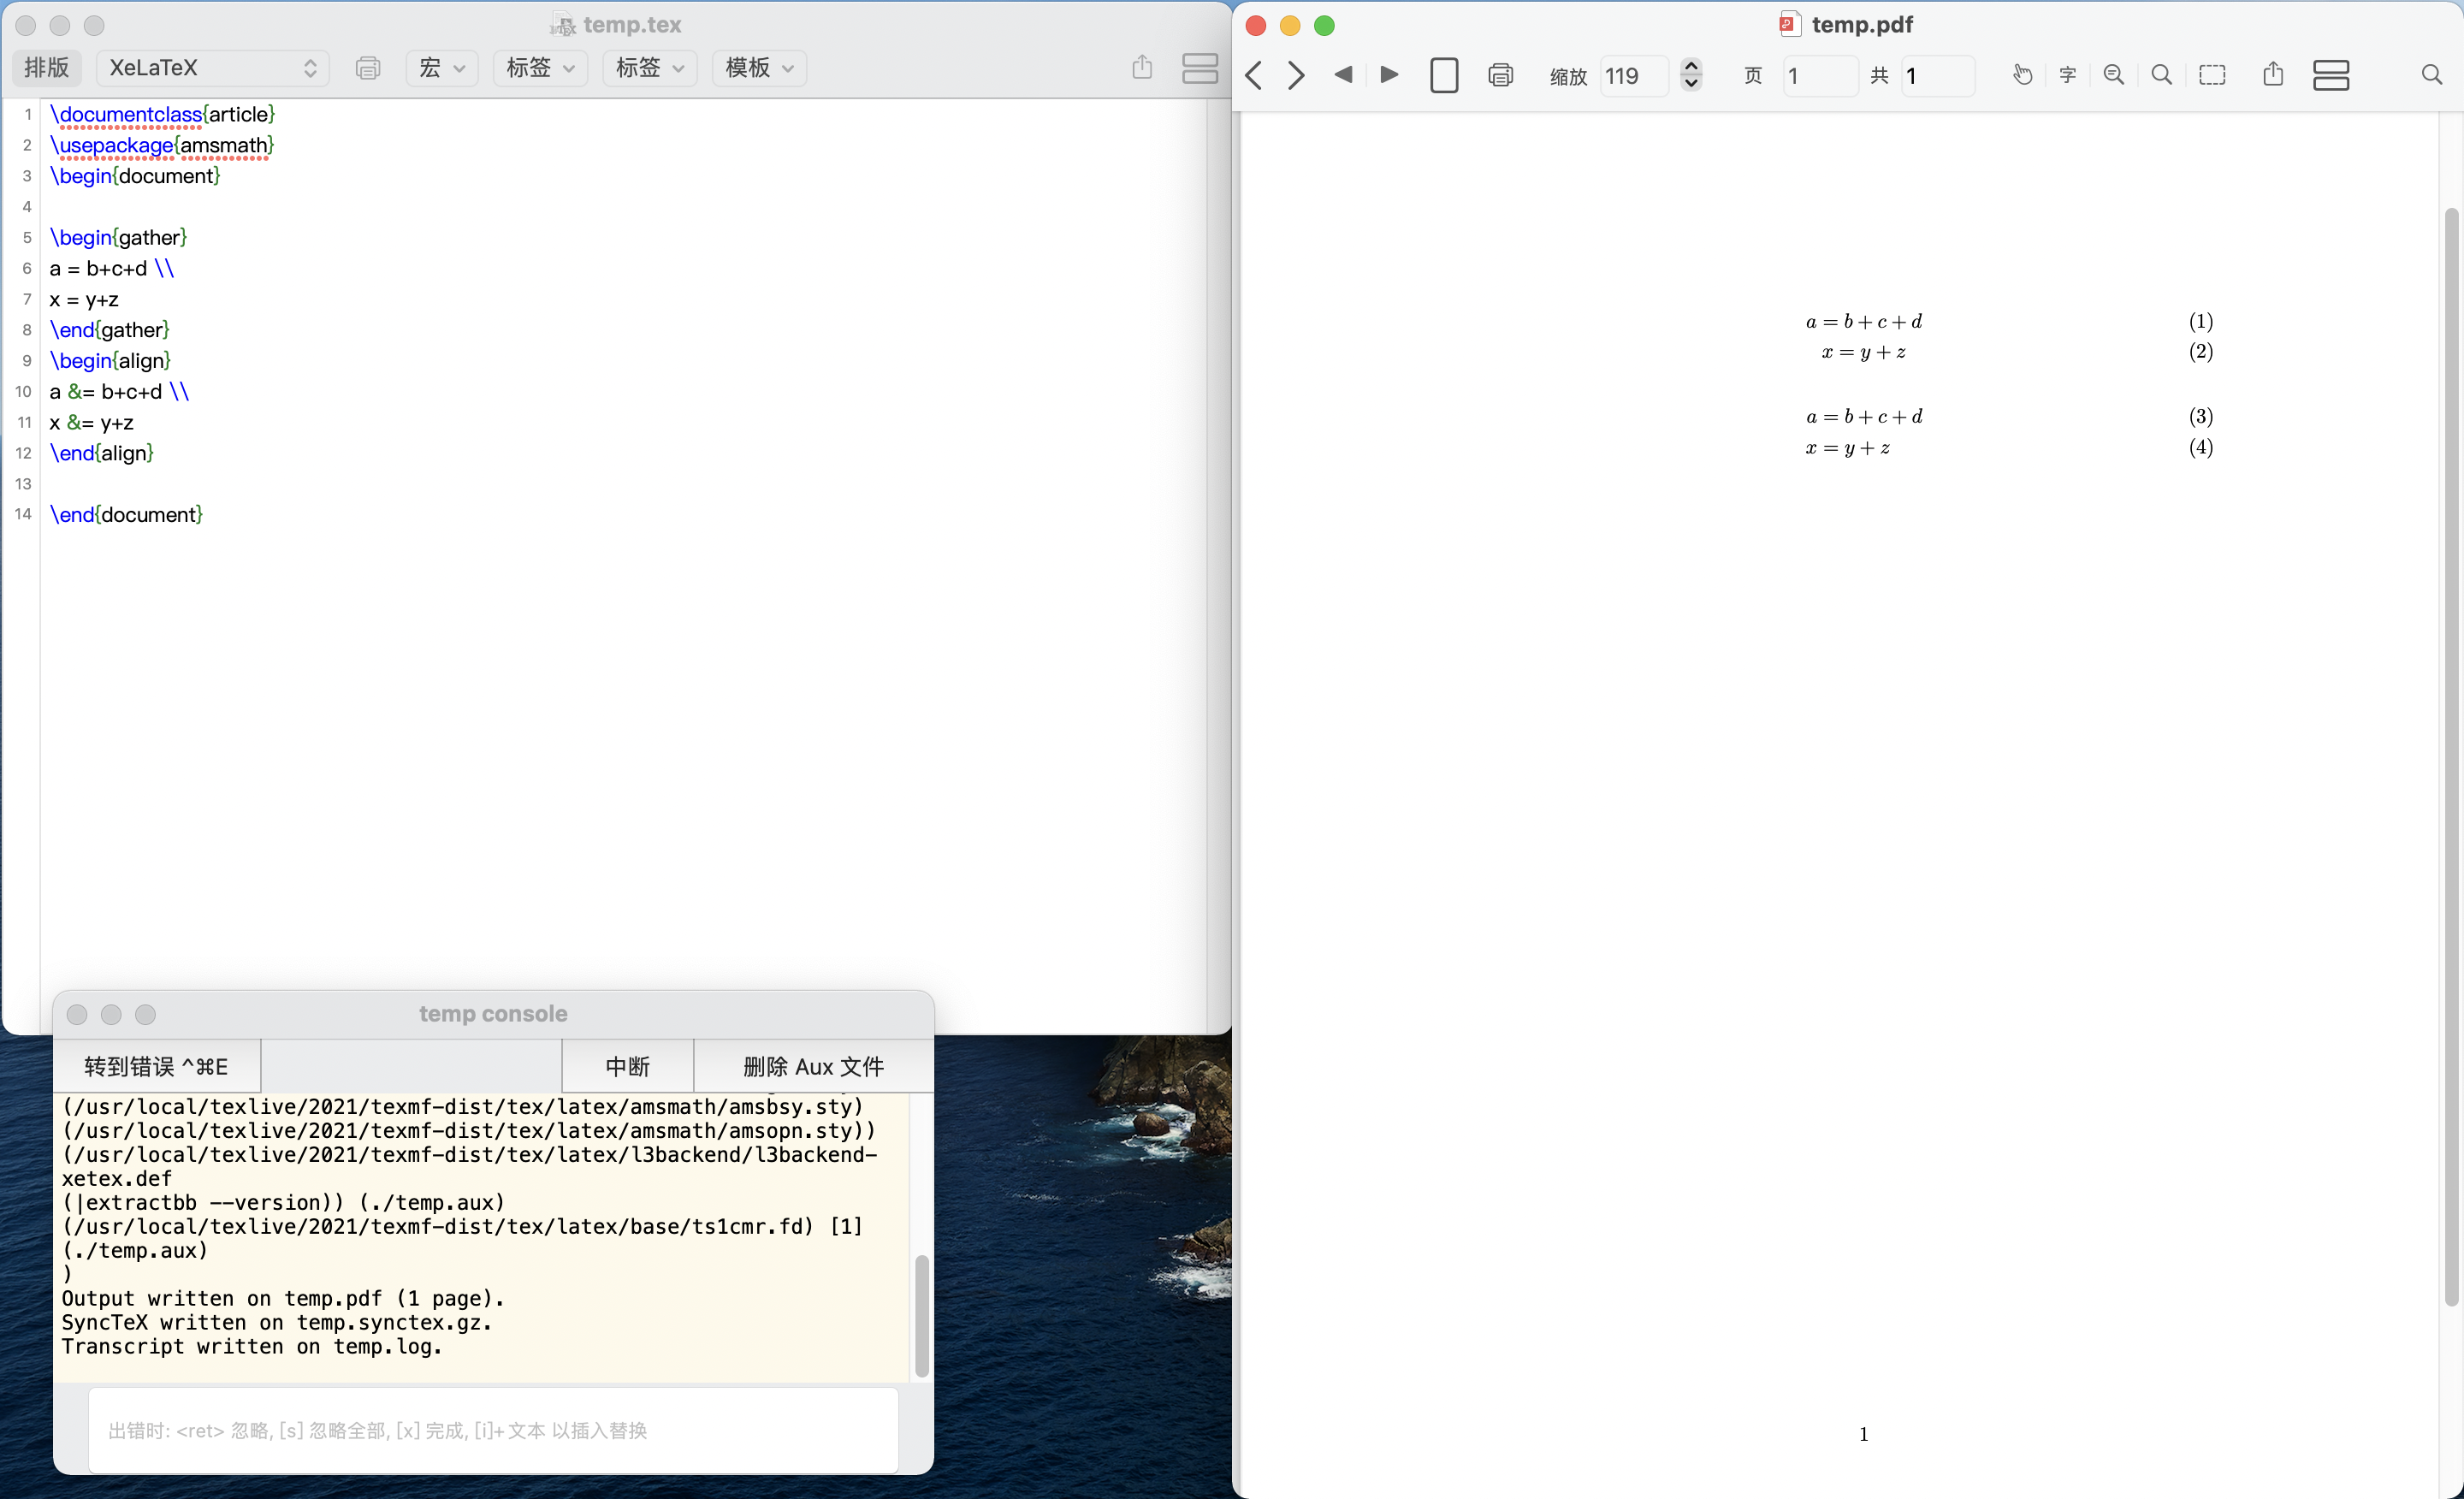 temp.tex
排版 XeLaTeX 宏 标签 标签 模板
1 \documentclass{article}
2 \usepackage{amsmath}
3 \begin{document}
4
5 \begin{gather}
6 a = b+c+d \\
7 x = y+z
8 \end{gather}
9 \begin{align}
10 a &= b+c+d \\
11 x &= y+z
12 \end{align}
13
14 \end{document}
temp console
转到错误 ^⌘E 中断 删除 Aux 文件
(/usr/local/texlive/2021/texmf-dist/tex/latex/amsmath/amsbsy.sty)
(/usr/local/texlive/2021/texmf-dist/tex/latex/amsmath/amsopn.sty))
(/usr/local/texlive/2021/texmf-dist/tex/latex/l3backend/l3backend-
xetex.def
(|extractbb --version)) (./temp.aux)
(/usr/local/texlive/2021/texmf-dist/tex/latex/base/ts1cmr.fd) [1]
(./temp.aux)
)
Output written on temp.pdf (1 page).
SyncTeX written on temp.synctex.gz.
Transcript written on temp.log.
出错时: <ret> 忽略, [s] 忽略全部, [x] 完成, [i]+ 文本 以插入替换
temp.pdf
缩放 119 页 1 共 1 字
a = b + c + d (1)
x = y + z (2)
a = b + c + d (3)
x = y + z (4)
1